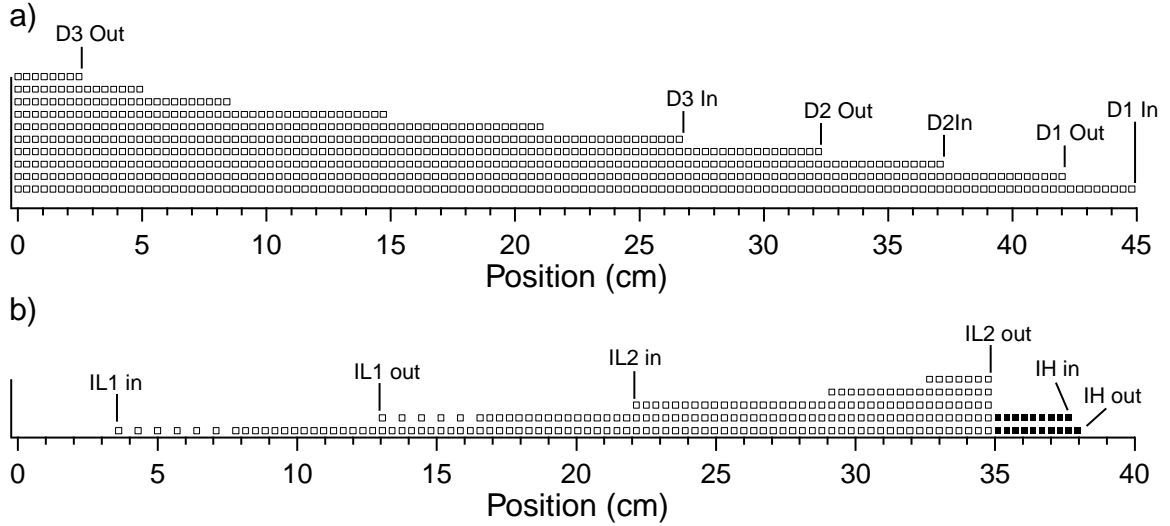 a)
D3 Out
D3 In
D2 Out
D2In
D1 Out
D1 In
0 5 10 15 20 25 30 35 40 45
Position (cm)
b)
IL1 in
IL1 out
IL2 in
IL2 out
IH in
IH out
0 5 10 15 20 25 30 35 40
Position (cm)